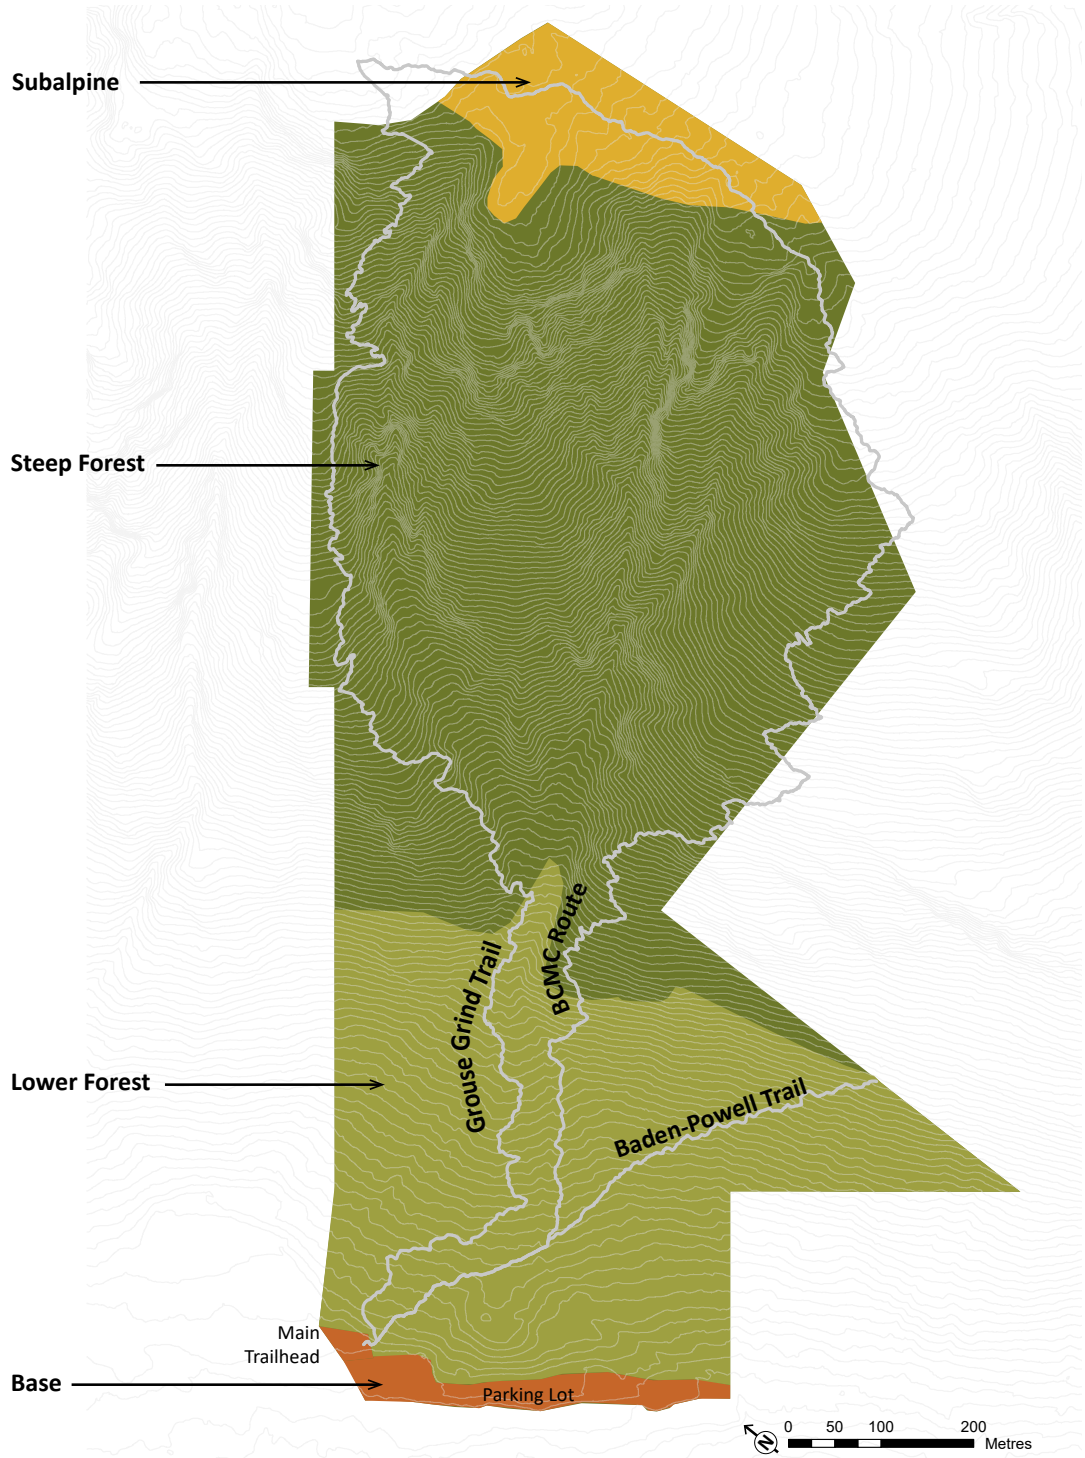 Subalpine
Steep Forest
BCMC Route
Grouse Grind Trail
Lower Forest
Baden-Powell Trail
Main
Trailhead
Base
Parking Lot
N
0 50 100 200
Metres